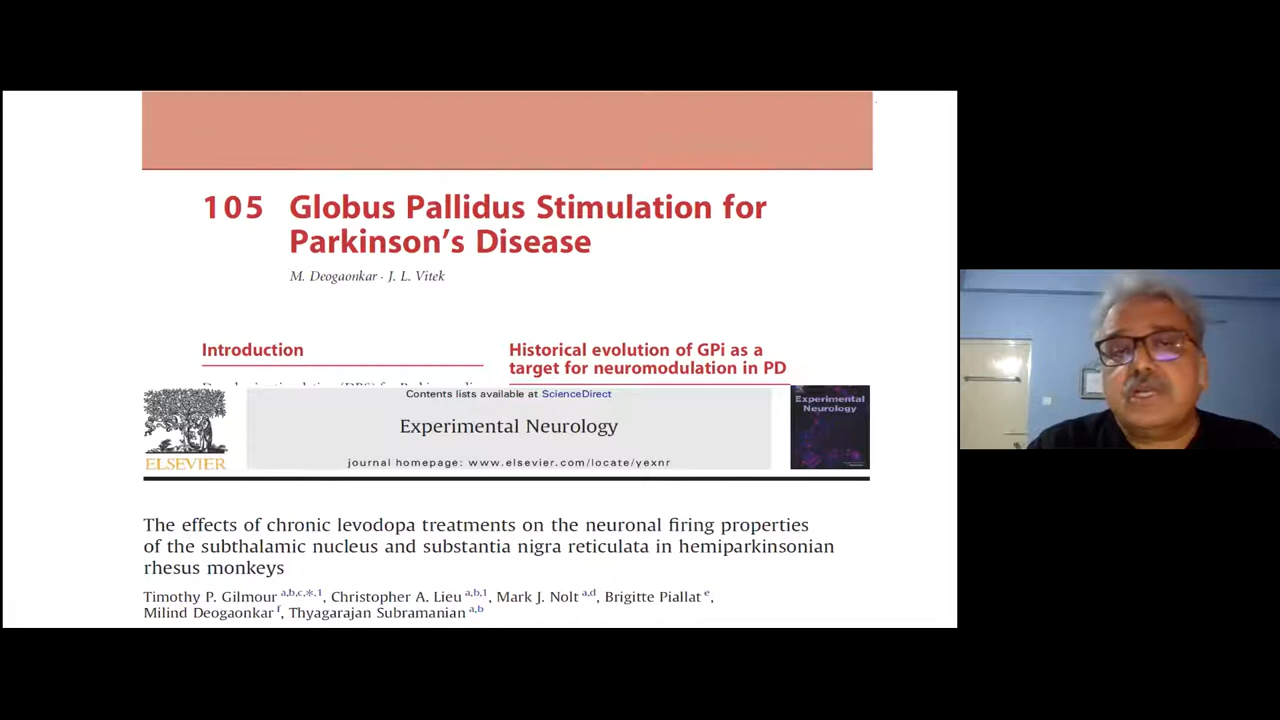 105 Globus Pallidus Stimulation for
Parkinson's Disease
M. Deogaonkar · J. L. Vitek
Introduction
Historical evolution of GPi as a
target for neuromodulation in PD
Contents lists available at ScienceDirect
Experimental Neurology
journal homepage: www.elsevier.com/locate/yexnr
ELSEVIER
Experimental
Neurology
The effects of chronic levodopa treatments on the neuronal firing properties
of the subthalamic nucleus and substantia nigra reticulata in hemiparkinsonian
rhesus monkeys
Timothy P. Gilmour a,b,c,*,1, Christopher A. Lieu a,b,1, Mark J. Nolt a,d, Brigitte Piallat e,
Milind Deogaonkar f, Thyagarajan Subramanian a,b